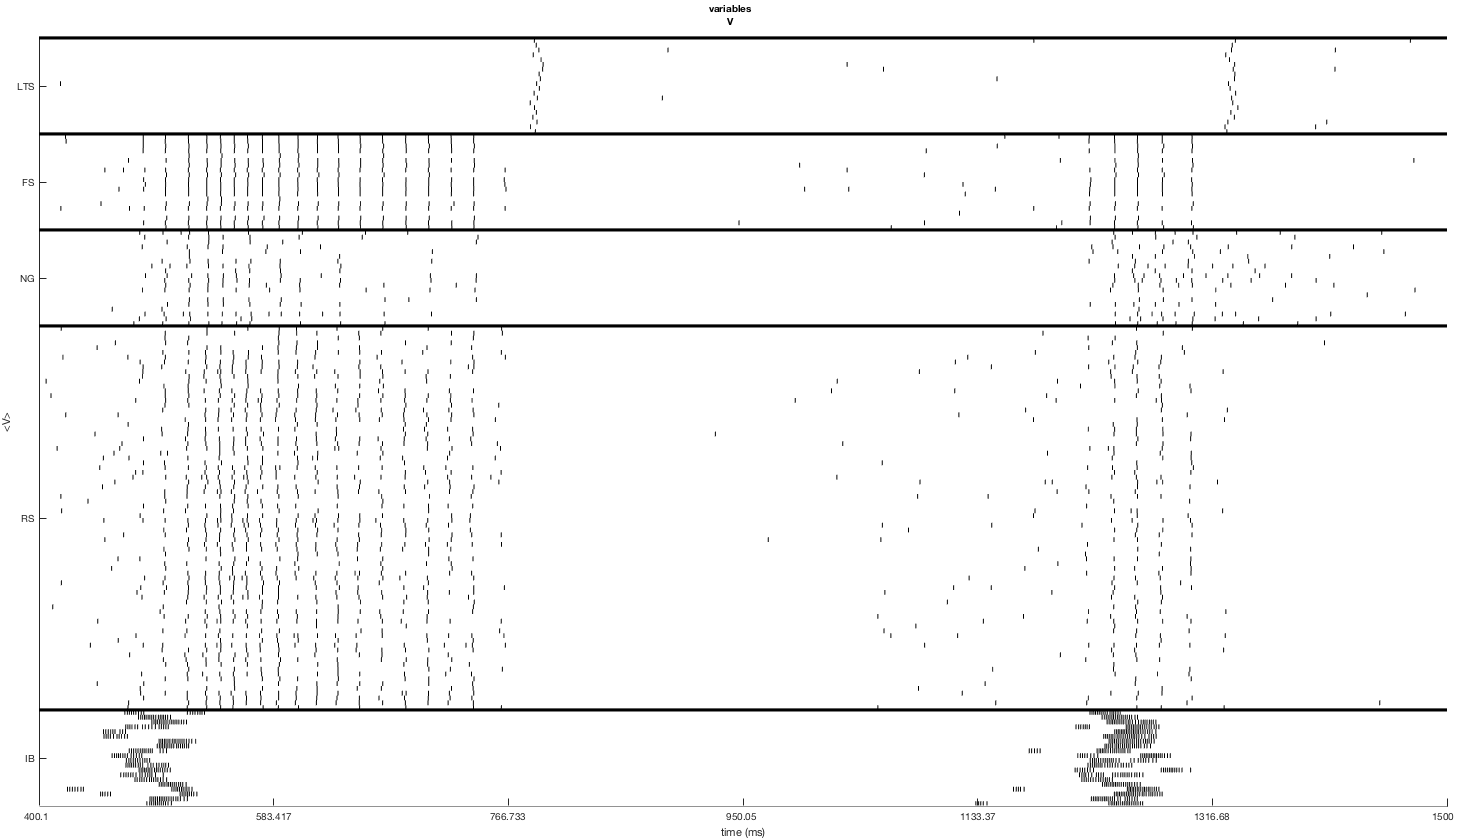 variables
V
LTS
FS
NG
<V>
RS
IB
400.1 583.417 766.733 950.05 1133.37 1316.68 1500
time (ms)